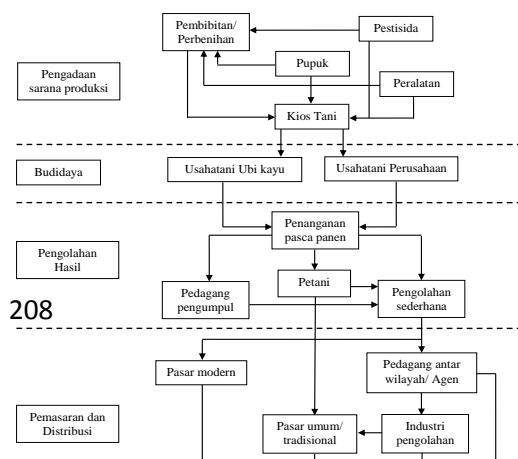 Pembibitan/
Perbenihan
Pestisida
Pupuk
Pengadaan
sarana produksi
Peralatan
Kios Tani
Budidaya
Usahatani Ubi kayu
Usahatani Perusahaan
Penanganan
pasca panen
Pengolahan
Hasil
Petani
Pedagang
pengumpul
Pengolahan
sederhana
208
Pasar modern
Pedagang antar
wilayah/ Agen
Pemasaran dan
Distribusi
Pasar umum/
tradisional
Industri
pengolahan